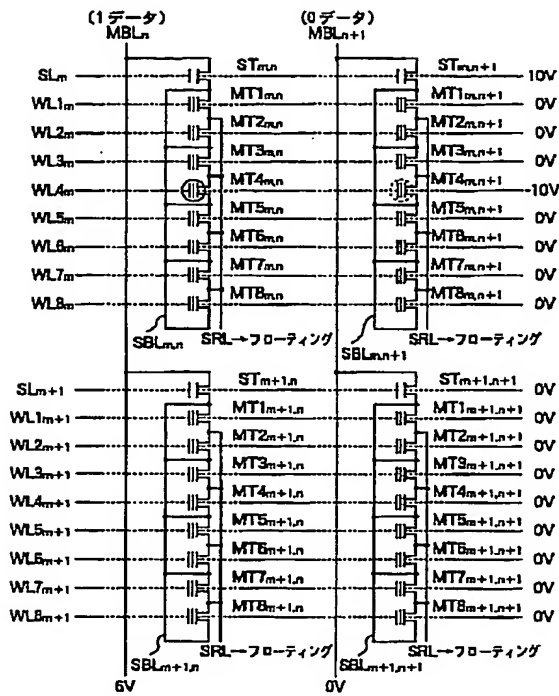 (1データ) (0データ)
MBLn MBLn+1
SLm STm,n STm,n+1 10V
WL1m MT1m,n MT1m,n+1 0V
WL2m MT2m,n MT2m,n+1 0V
WL3m MT3m,n MT3m,n+1 0V
WL4m MT4m,n MT4m,n+1 -10V
WL5m MT5m,n MT5m,n+1 0V
WL6m MT6m,n MT6m,n+1 0V
WL7m MT7m,n MT7m,n+1 0V
WL8m MT8m,n MT8m,n+1 0V
SBLm,n SRL→フローティング SBLm,n+1 SRL→フローティング
SLm+1 STm+1,n STm+1,n+1 0V
WL1m+1 MT1m+1,n MT1m+1,n+1 0V
WL2m+1 MT2m+1,n MT2m+1,n+1 0V
WL3m+1 MT3m+1,n MT3m+1,n+1 0V
WL4m+1 MT4m+1,n MT4m+1,n+1 0V
WL5m+1 MT5m+1,n MT5m+1,n+1 0V
WL6m+1 MT6m+1,n MT6m+1,n+1 0V
WL7m+1 MT7m+1,n MT7m+1,n+1 0V
WL8m+1 MT8m+1,n MT8m+1,n+1 0V
SBLm+1,n SRL→フローティング SBLm+1,n+1 SRL→フローティング
6V 0V